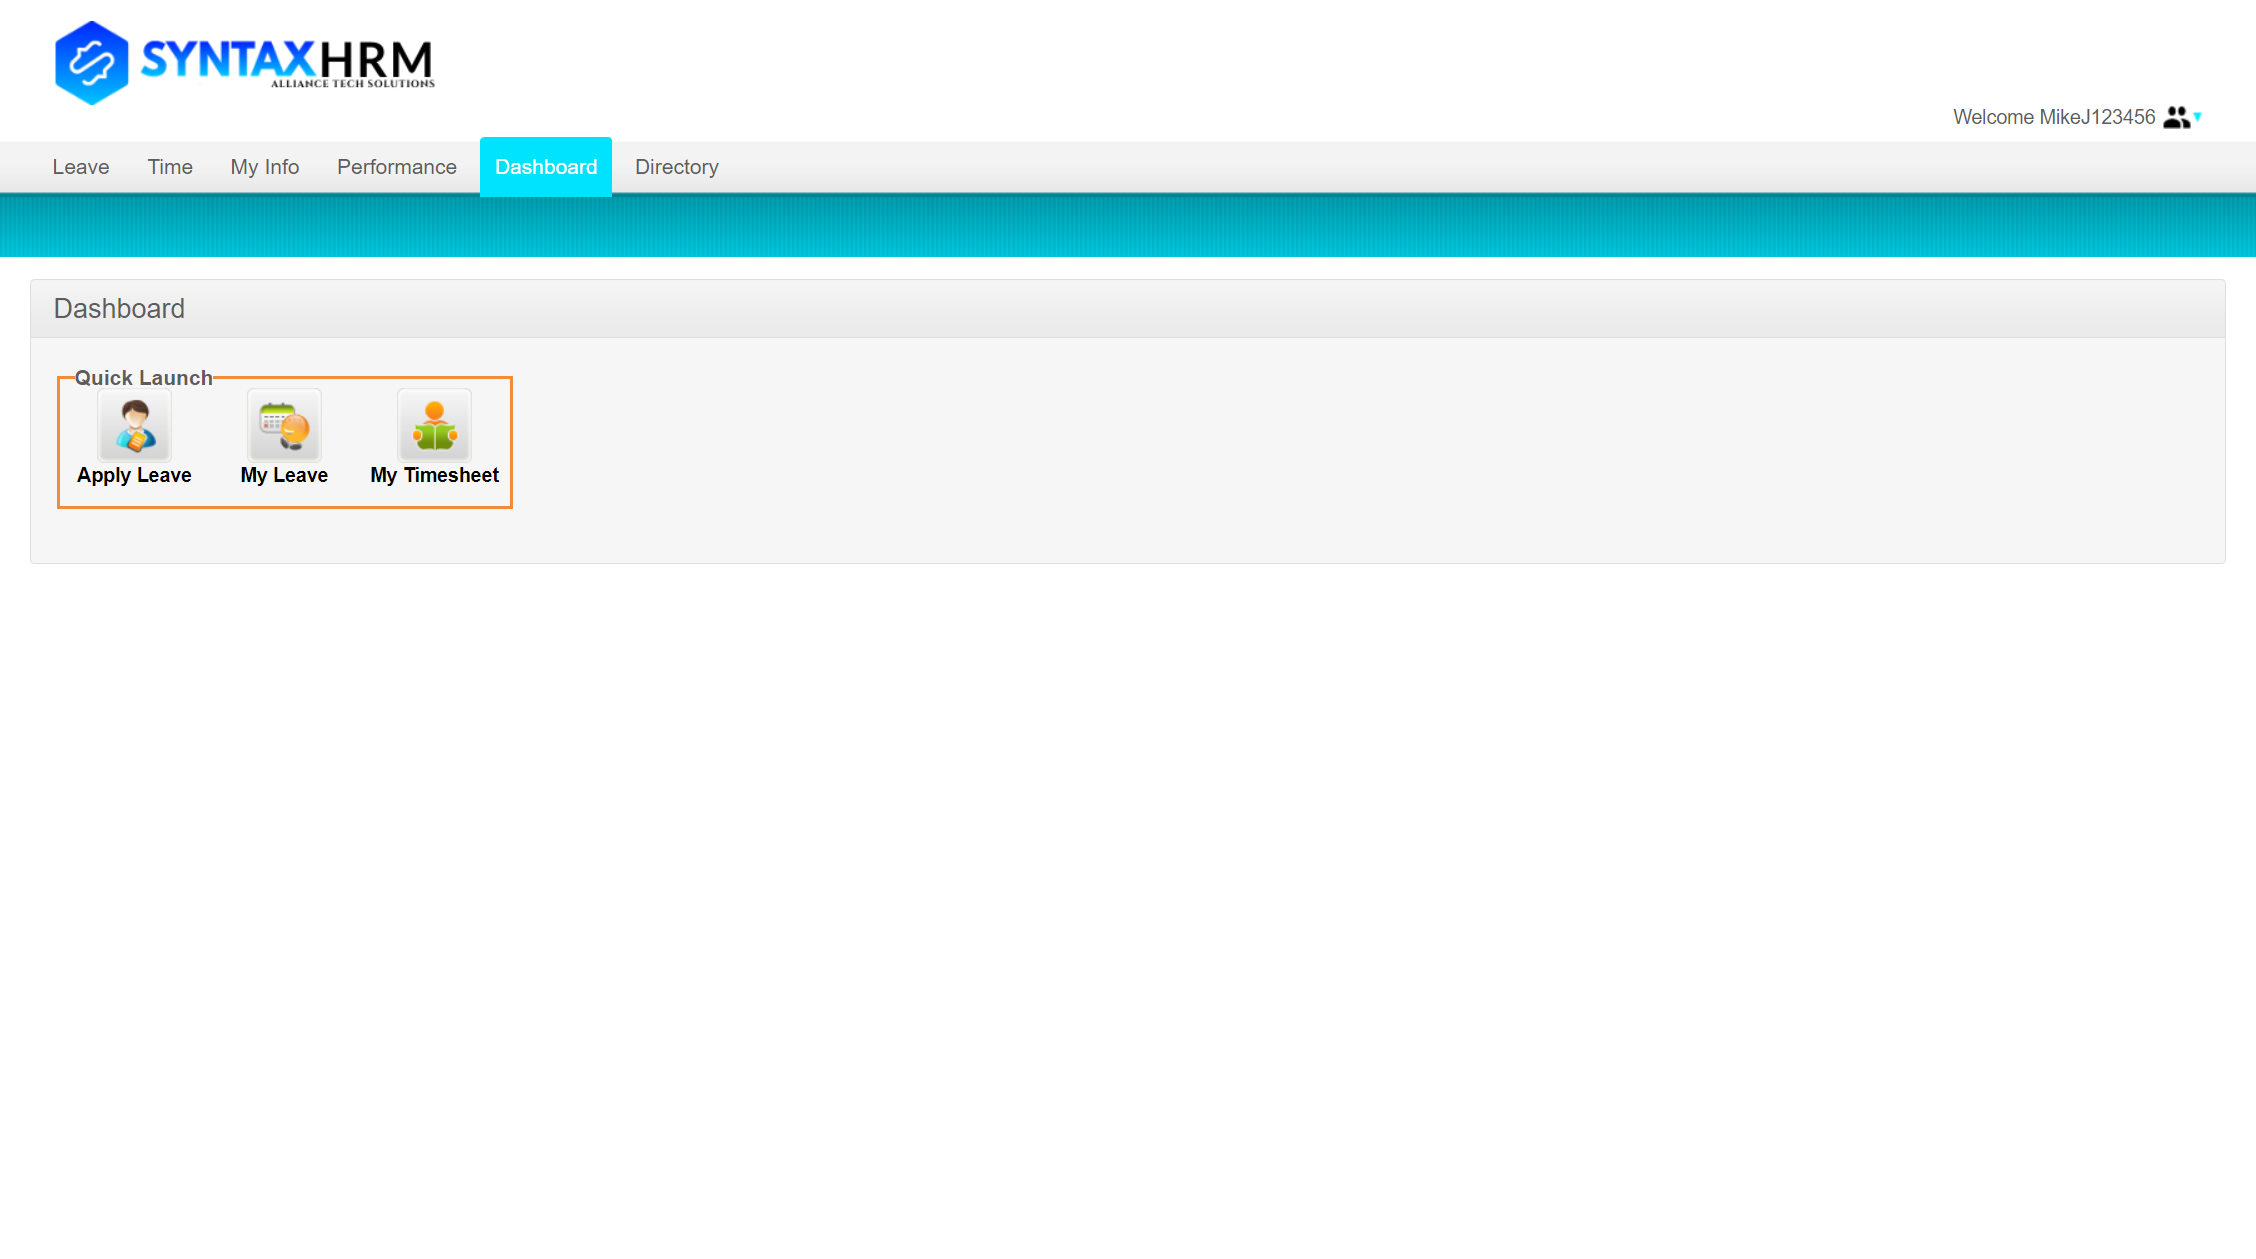 SYNTAXHRM
ALLIANCE TECH SOLUTIONS
Welcome MikeJ123456
Leave Time My Info Performance Dashboard Directory
Dashboard
Quick Launch
Apply Leave My Leave My Timesheet